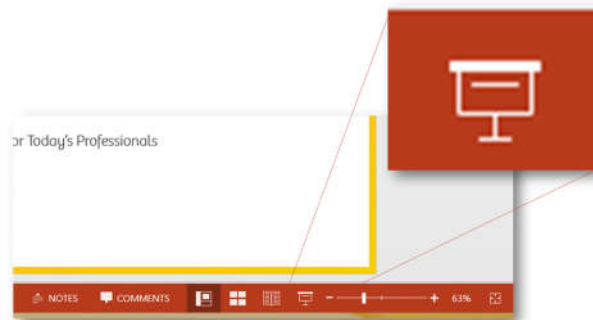 or Today's Professionals
NOTES COMMENTS - + 63%